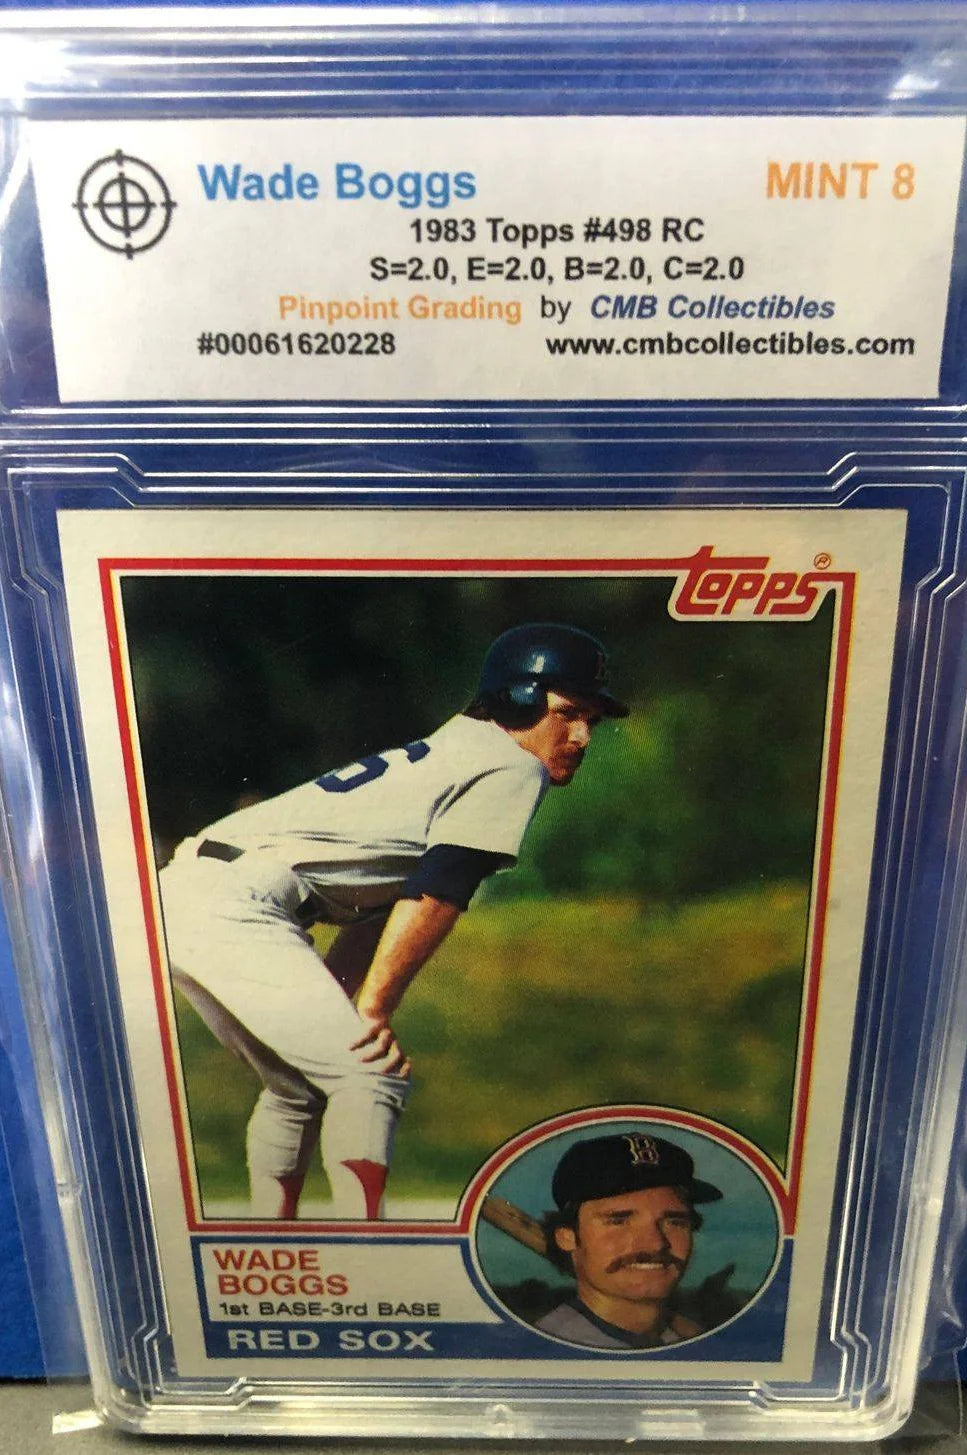 Wade Boggs MINT 8
1983 Topps #498 RC
S=2.0, E=2.0, B=2.0, C=2.0
Pinpoint Grading by CMB Collectibles
#00061620228 www.cmbcollectibles.com
Topps®
6
B
WADE
BOGGS
1st BASE-3rd BASE
RED SOX